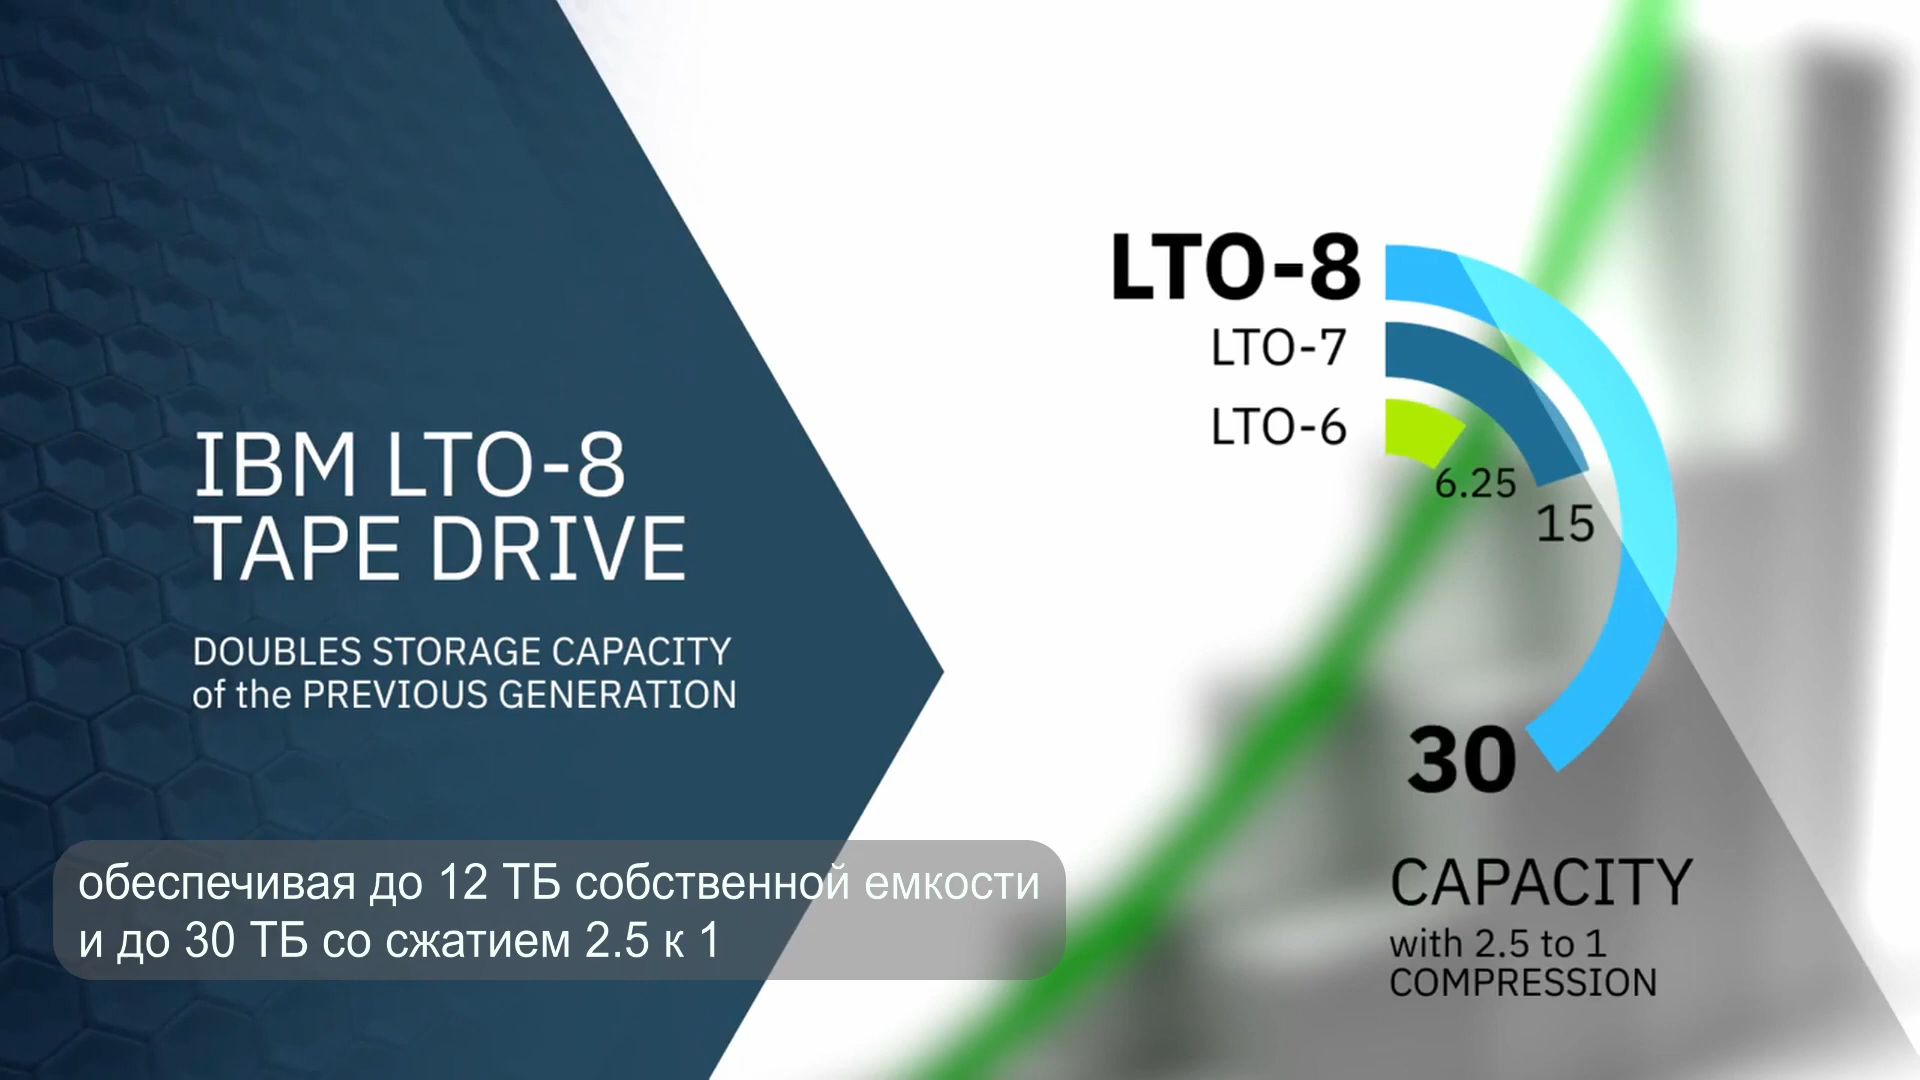 IBM LTO-8
TAPE DRIVE
DOUBLES STORAGE CAPACITY
of the PREVIOUS GENERATION
LTO-8
LTO-7
LTO-6
6.25
15
30
CAPACITY
with 2.5 to 1
COMPRESSION
обеспечивая до 12 ТБ собственной емкости
и до 30 ТБ со сжатием 2.5 к 1